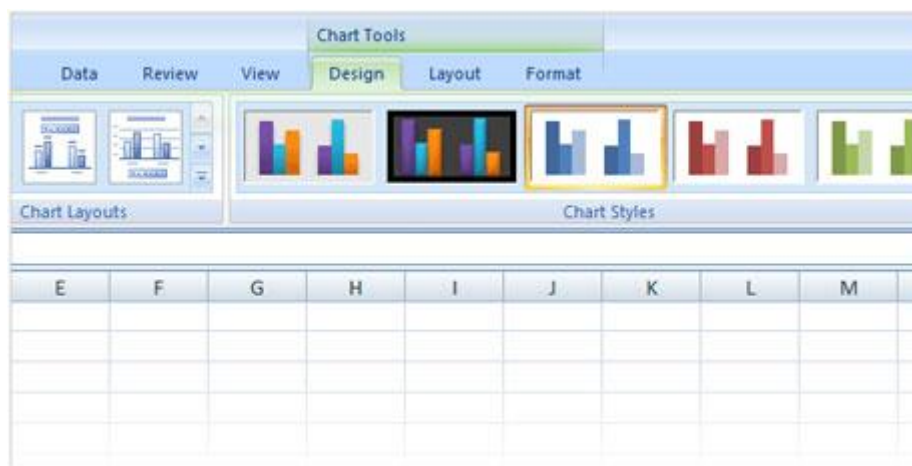 Chart Tools
Data Review View Design Layout Format
Chart Layouts Chart Styles
E F G H I J K L M